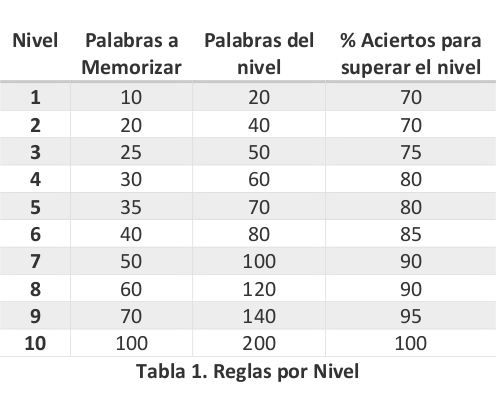 Nivel Palabras a Memorizar Palabras del nivel % Aciertos para superar el nivel
1 10 20 70
2 20 40 70
3 25 50 75
4 30 60 80
5 35 70 80
6 40 80 85
7 50 100 90
8 60 120 90
9 70 140 95
10 100 200 100
Tabla 1. Reglas por Nivel